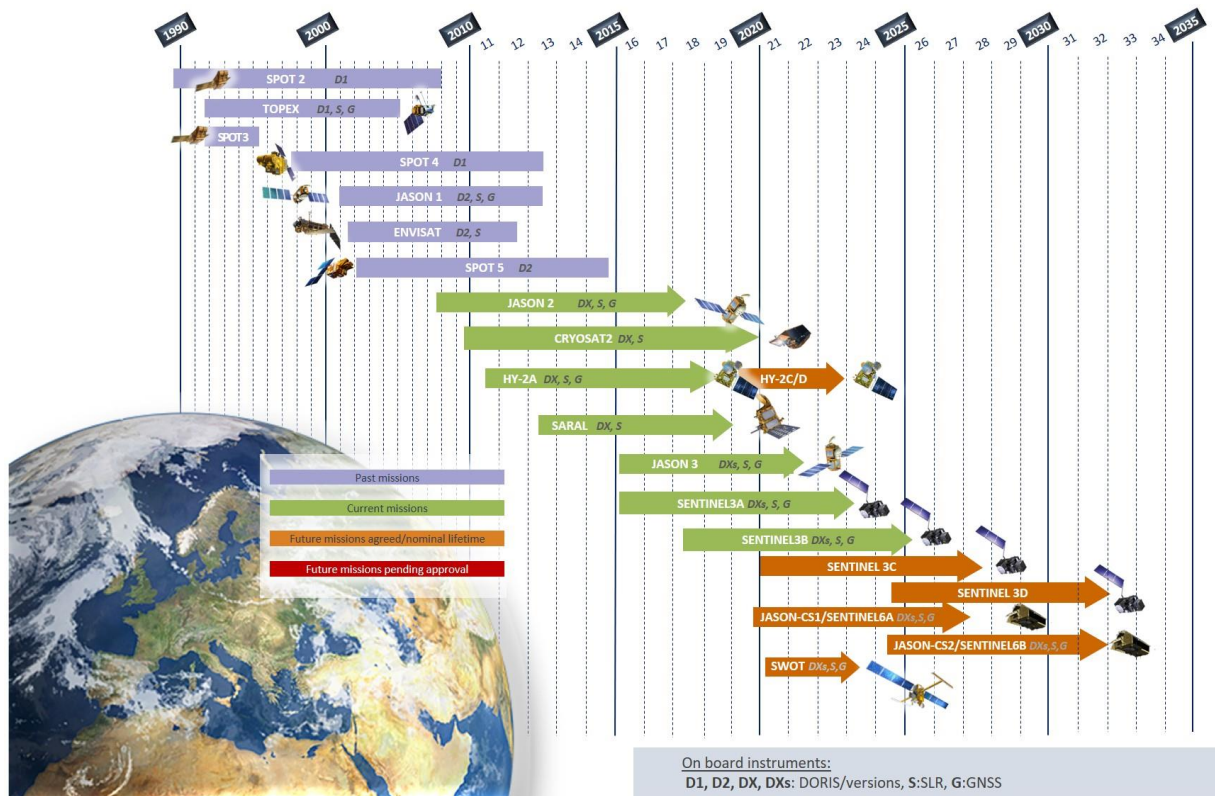 1990
2000
2010
11
12
13
14
2015
16
17
18
19
2020
21
22
23
24
2025
26
27
28
29
2030
31
32
33
34
2035
SPOT 2 D1
TOPEX D1, S, G
SPOT3
SPOT 4 D1
JASON 1 D2, S, G
ENVISAT D2, S
SPOT 5 D2
JASON 2 DX, S, G
CRYOSAT2 DX, S
HY-2A DX, S, G
HY-2C/D
SARAL DX, S
JASON 3 DXs, S, G
SENTINEL3A DXs, S, G
SENTINEL3B DXs, S, G
SENTINEL 3C
SENTINEL 3D
JASON-CS1/SENTINEL6A DXs,S,G
JASON-CS2/SENTINEL6B DXs,S,G
SWOT DXs,S,G
Past missions
Current missions
Future missions agreed/nominal lifetime
Future missions pending approval
On board instruments:
D1, D2, DX, DXs: DORIS/versions, S:SLR, G:GNSS